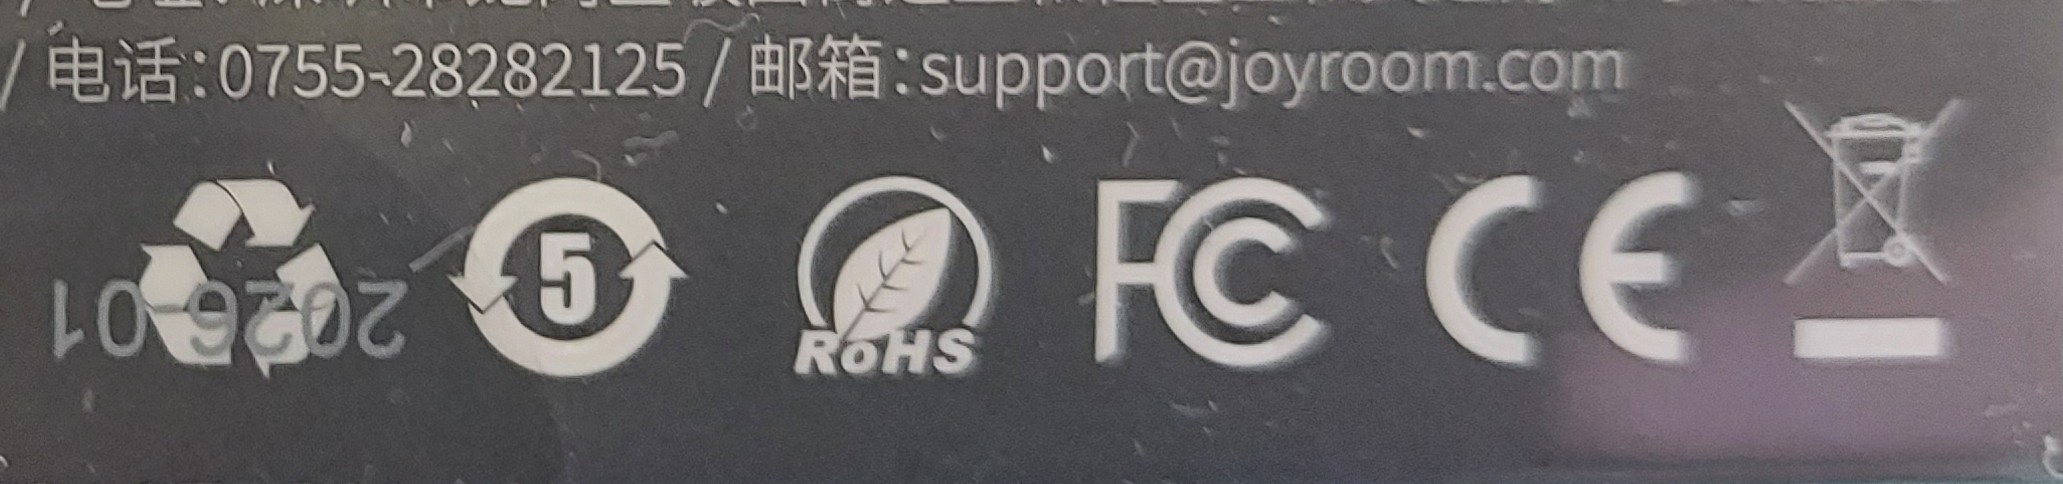 / 电话:0755-28282125 / 邮箱:support@joyroom.com
2026-01
5
RoHS
FC
CE